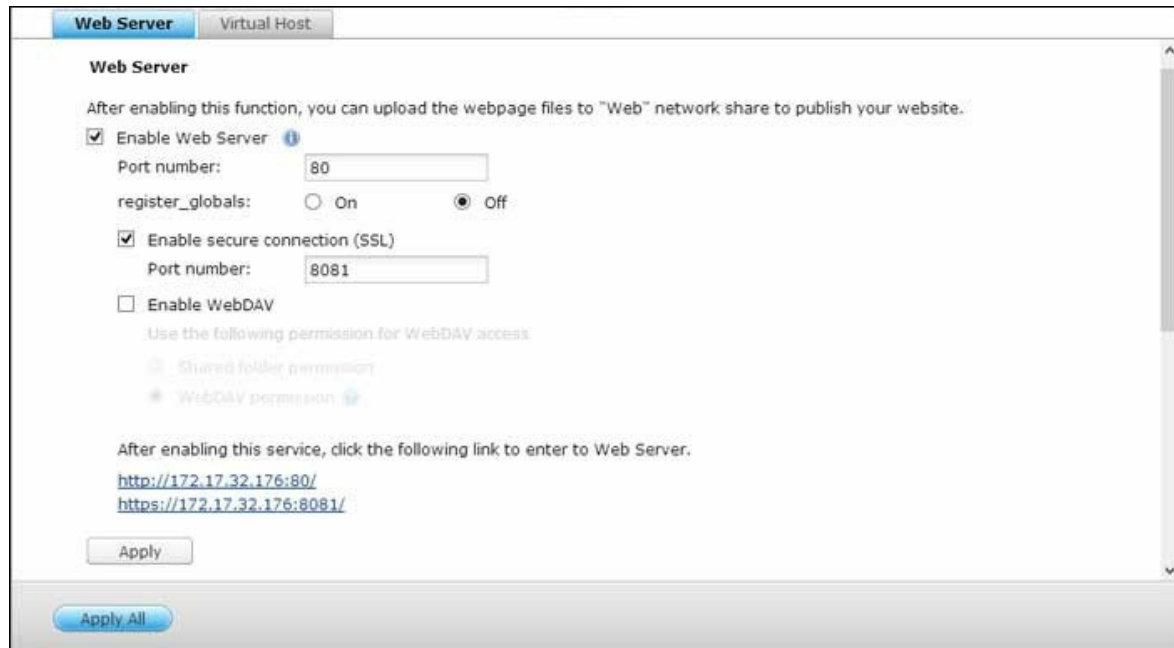 Web Server Virtual Host
Web Server
After enabling this function, you can upload the webpage files to "Web" network share to publish your website.
Enable Web Server
Port number: 80
register_globals: On Off
Enable secure connection (SSL)
Port number: 8081
Enable WebDAV
Use the following permission for WebDAV access
Shared folder permission
WebDAV permission
After enabling this service, click the following link to enter to Web Server.
http://172.17.32.176:80/
https://172.17.32.176:8081/
Apply
Apply All